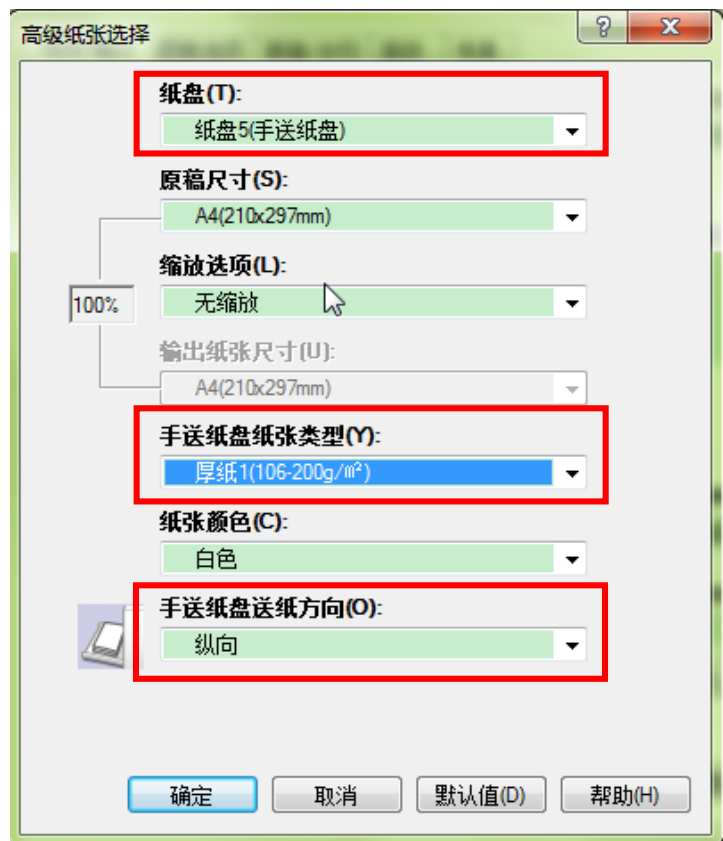 高级纸张选择
纸盘(T):
纸盘5(手送纸盘)
原稿尺寸(S):
A4(210x297mm)
缩放选项(L):
100%
无缩放
输出纸张尺寸(U):
A4(210x297mm)
手送纸盘纸张类型(Y):
厚纸1(106-200g/m²)
纸张颜色(C):
白色
手送纸盘送纸方向(O):
纵向
确定 取消 默认值(D) 帮助(H)